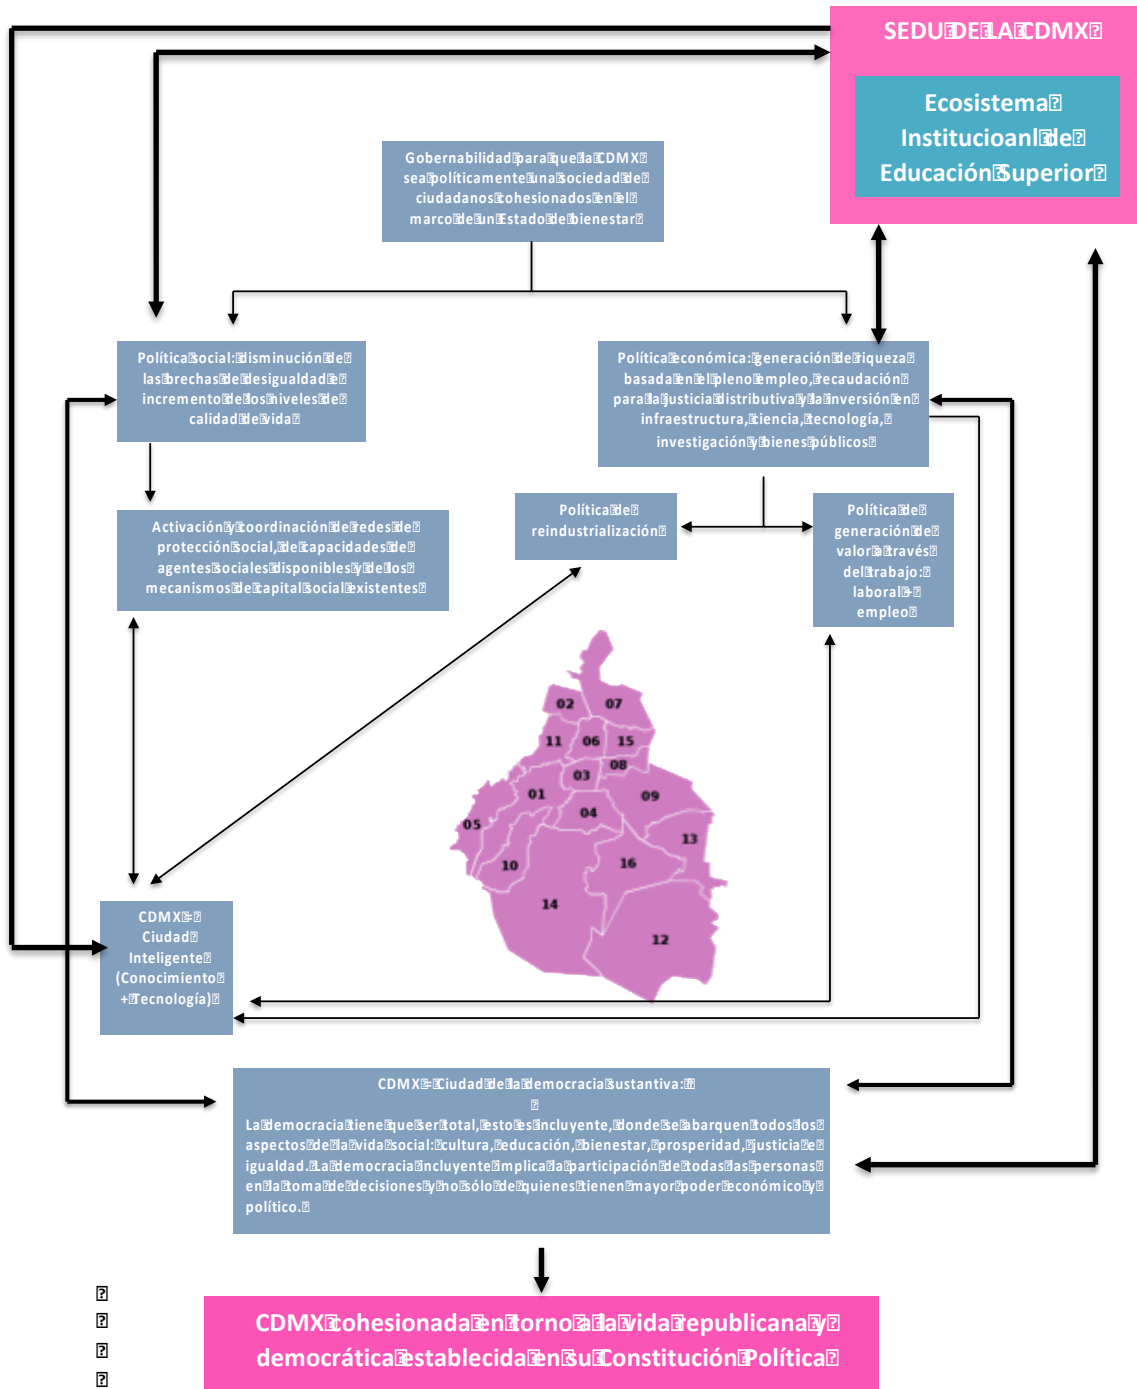 SEDU DE LA CDMX
Ecosistema
Institucioanl de
Educación Superior
Gobernabilidad para que la CDMX
sea políticamente una sociedad de
ciudadanos cohesionados en el
marco de un Estado de bienestar
Política social: disminución de
las brechas de desigualdad e
incremento de los niveles de
calidad de vida
Política económica: generación de riqueza
basada en el pleno empleo, recaudación
para la justicia distributiva y la inversión en
infraestructura, ciencia, tecnología,
investigación y bienes públicos
Activación y coordinación de redes de
protección social, de capacidades de
agentes sociales disponibles y de los
mecanismos de capital social existentes
Política de
reindustrialización
Política de
generación de
valor a través
del trabajo:
laboral +
empleo
02
07
11
06
15
08
03
01
09
04
05
13
10
16
14
12
CDMX =
Ciudad
Inteligente
(Conocimiento
+ Tecnología)
CDMX = Ciudad de la democracia sustantiva:
La democracia tiene que ser total, esto es incluyente, donde se abarquen todos los
aspectos de la vida social: cultura, educación, bienestar, prosperidad, justicia e
igualdad. La democracia incluyente implica la participación de todas las personas
en la toma de decisiones y no sólo de quienes tienen mayor poder económico y
político.
CDMX cohesionada en torno a la vida republicana y
democrática establecida en su Constitución Política